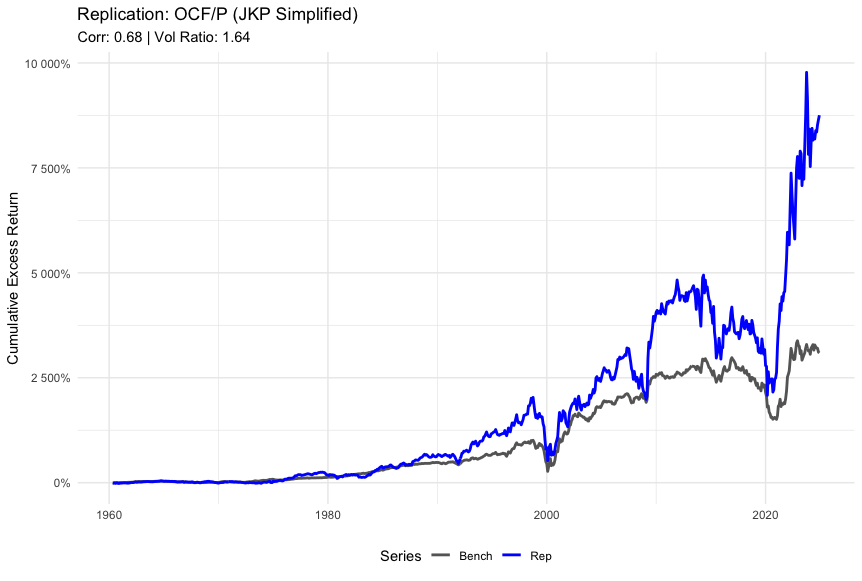 Replication: OCF/P (JKP Simplified)
Corr: 0.68 | Vol Ratio: 1.64
Cumulative Excess Return
10 000%
7 500%
5 000%
2 500%
0%
1960
1980
2000
2020
Series
Bench
Rep